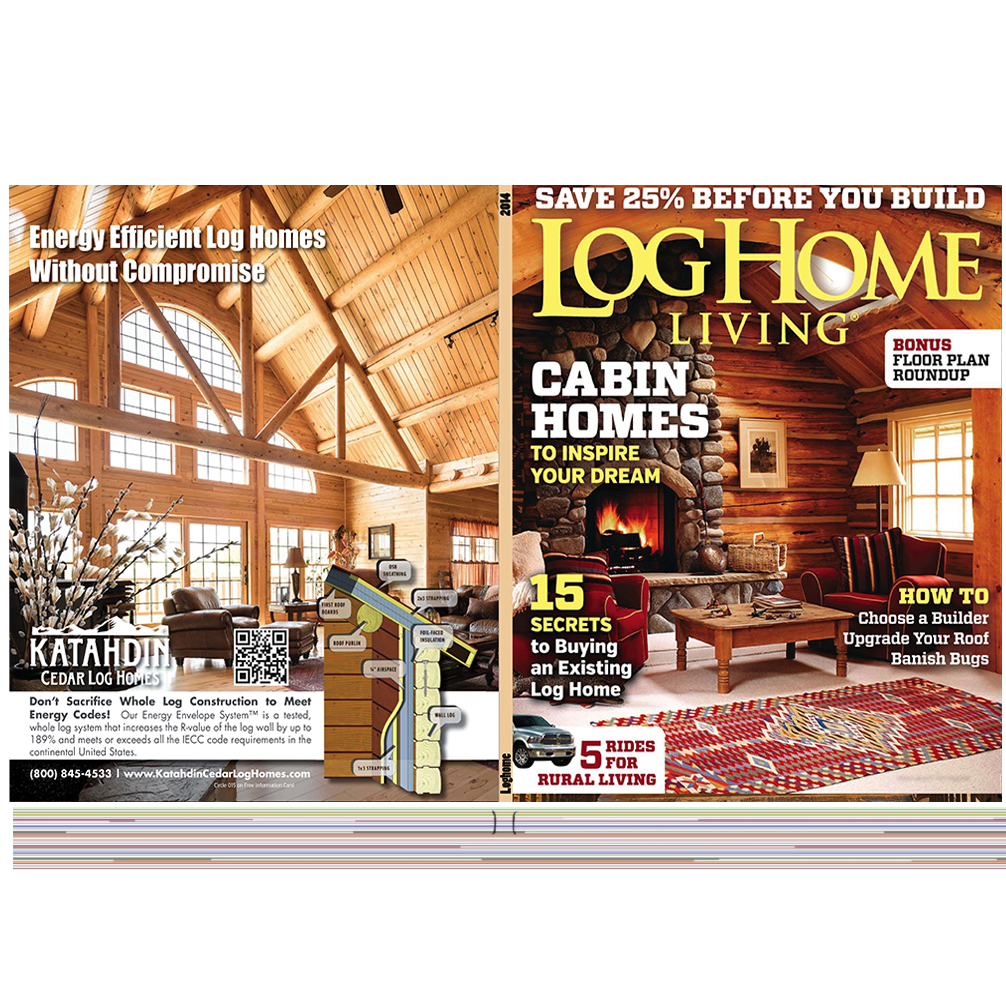 Energy Efficient Log Homes
Without Compromise
OSB
SHEATHING
2x3 STRAPPING
FIRST ROOF
BOARDS
FOIL-FACED
INSULATION
ROOF PURLIN
¾" AIRSPACE
WALL LOG
1x3 STRAPPING
KATAHDIN
CEDAR LOG HOMES
Don't Sacrifice Whole Log Construction to Meet
Energy Codes! Our Energy Envelope System™ is a tested,
whole log system that increases the R-value of the log wall by up to
189% and meets or exceeds all the IECC code requirements in the
continental United States.
(800) 845-4533 | www.KatahdinCedarLogHomes.com
Circle 015 on Free Information Card
2014
Loghome
SAVE 25% BEFORE YOU BUILD
LOG HOME
LIVING®
BONUS
FLOOR PLAN
ROUNDUP
CABIN
HOMES
TO INSPIRE
YOUR DREAM
15
SECRETS
to Buying
an Existing
Log Home
HOW TO
Choose a Builder
Upgrade Your Roof
Banish Bugs
5 RIDES
FOR
RURAL LIVING